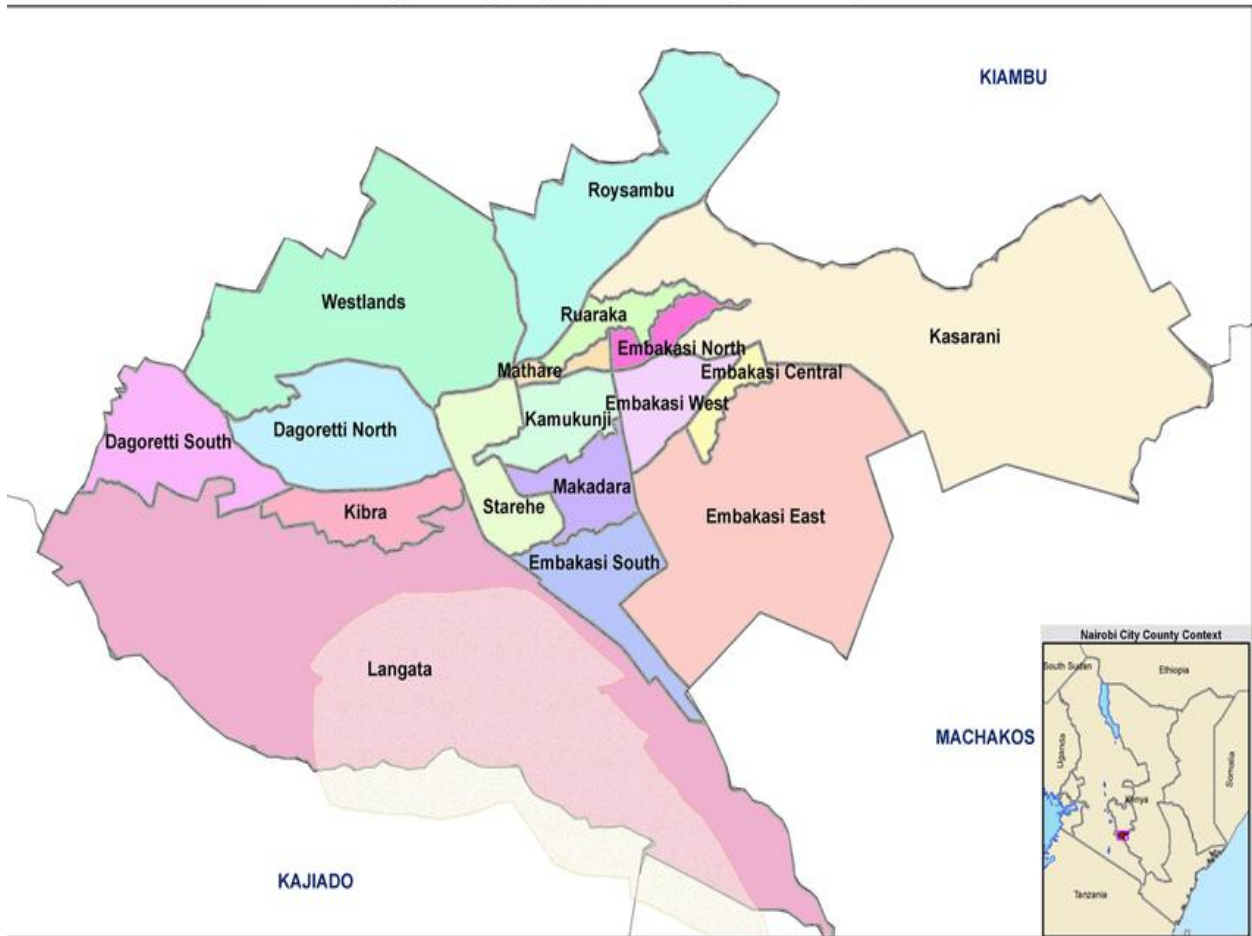 KIAMBU
Roysambu
Westlands
Ruaraka
Kasarani
Embakasi North
Mathare
Embakasi Central
Embakasi West
Kamukunji
Dagoretti North
Dagoretti South
Makadara
Starehe
Kibra
Embakasi East
Embakasi South
Langata
MACHAKOS
KAJIADO
Nairobi City County Context
South Sudan
Ethiopia
Uganda
Somalia
Kenya
Tanzania